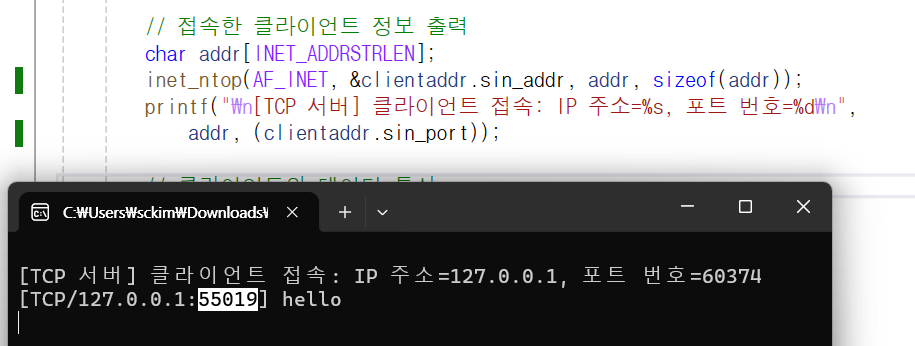 // 접속한 클라이언트 정보 출력
char addr[INET_ADDRSTRLEN];
inet_ntop(AF_INET, &clientaddr.sin_addr, addr, sizeof(addr));
printf("₩n[TCP 서버] 클라이언트 접속: IP 주소=%s, 포트 번호=%d₩n",
addr, (clientaddr.sin_port));
C:₩Users₩sckim₩Downloads₩
[TCP 서버] 클라이언트 접속: IP 주소=127.0.0.1, 포트 번호=60374
[TCP/127.0.0.1:55019] hello